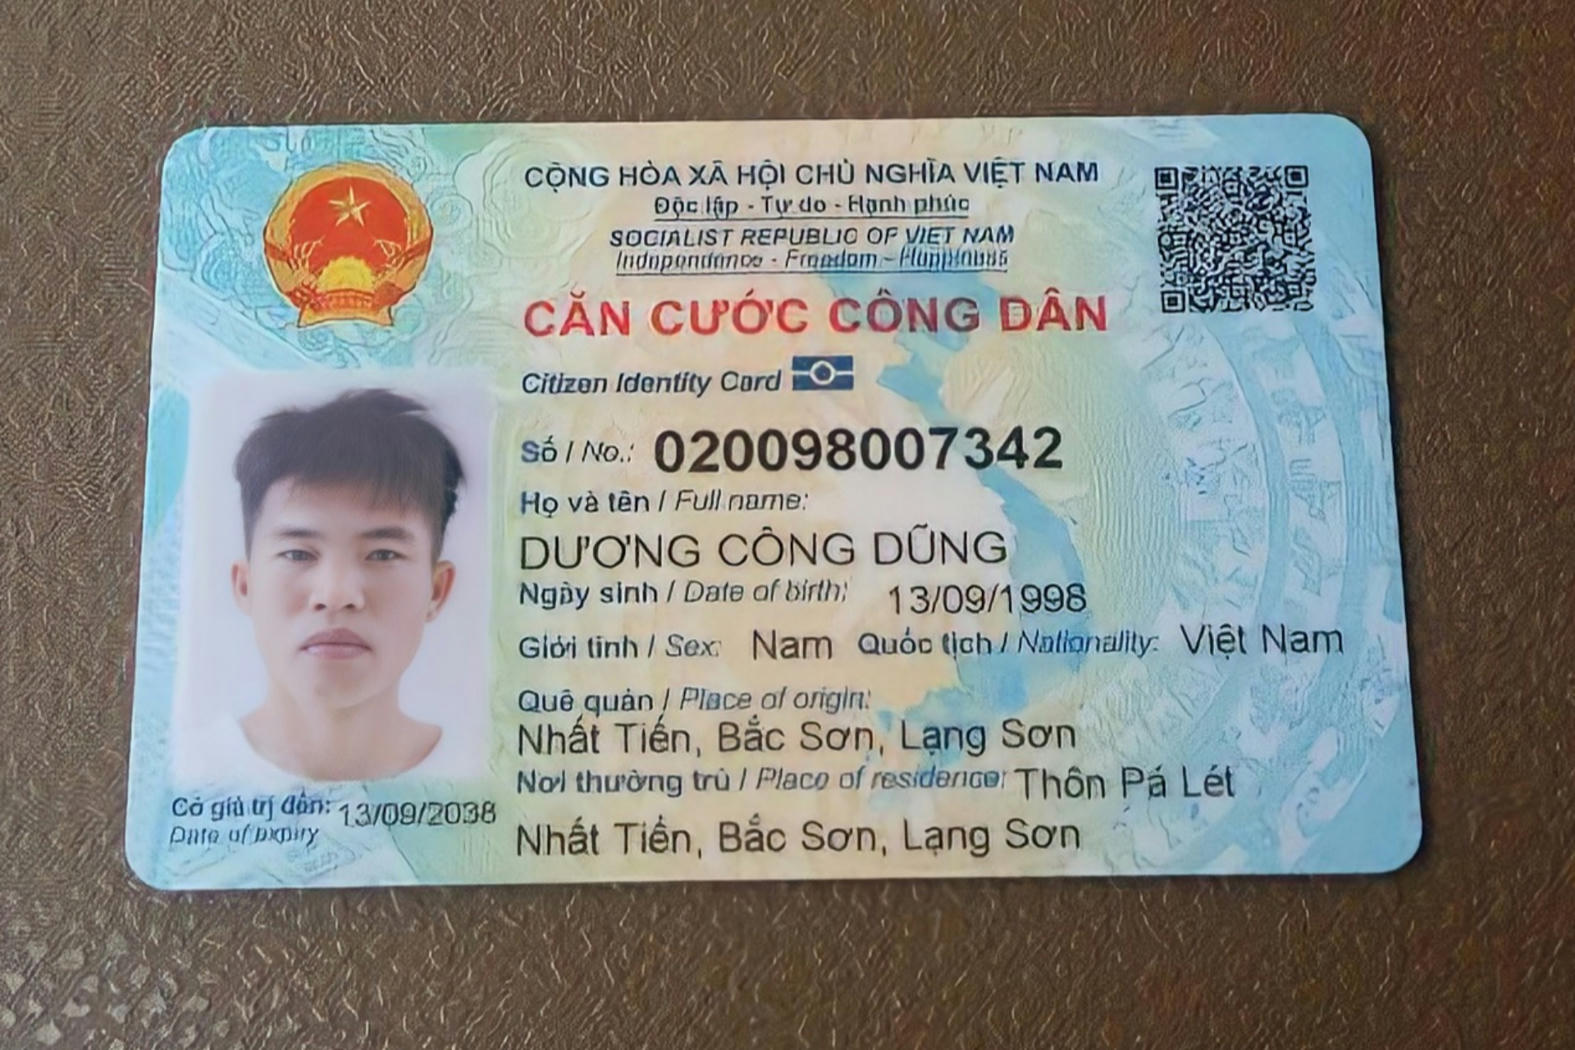 CỘNG HÒA XÃ HỘI CHỦ NGHĨA VIỆT NAM
Độc lập - Tự do - Hạnh phúc
SOCIALIST REPUBLIC OF VIET NAM
Independence - Freedom - Happiness
CĂN CƯỚC CÔNG DÂN
Citizen Identity Card
Số / No.: 020098007342
Họ và tên / Full name:
DƯƠNG CÔNG DŨNG
Ngày sinh / Date of birth: 13/09/1998
Giới tính / Sex: Nam Quốc tịch / Nationality: Việt Nam
Quê quán / Place of origin:
Nhất Tiến, Bắc Sơn, Lạng Sơn
Nơi thường trú / Place of residence: Thôn Pá Lét
Nhất Tiến, Bắc Sơn, Lạng Sơn
Có giá trị đến: 13/09/2038
Date of expiry